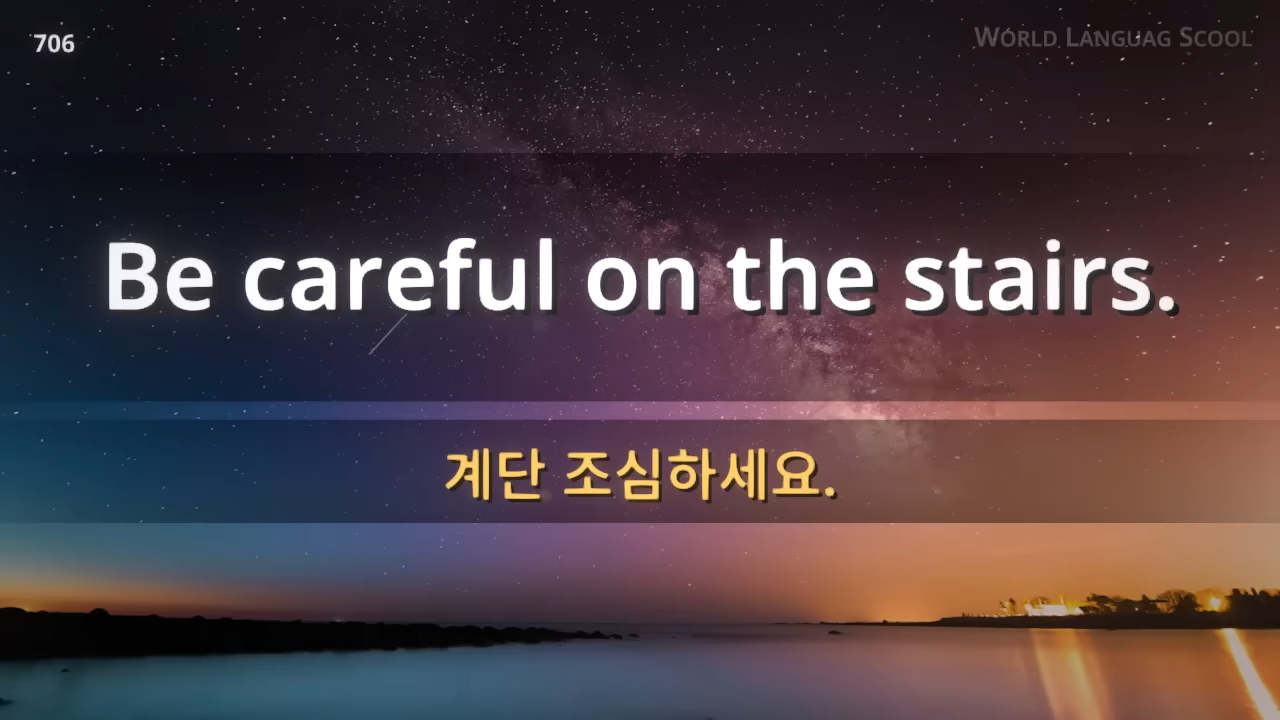 706
World Languag Scool
Be careful on the stairs.
계단 조심하세요.